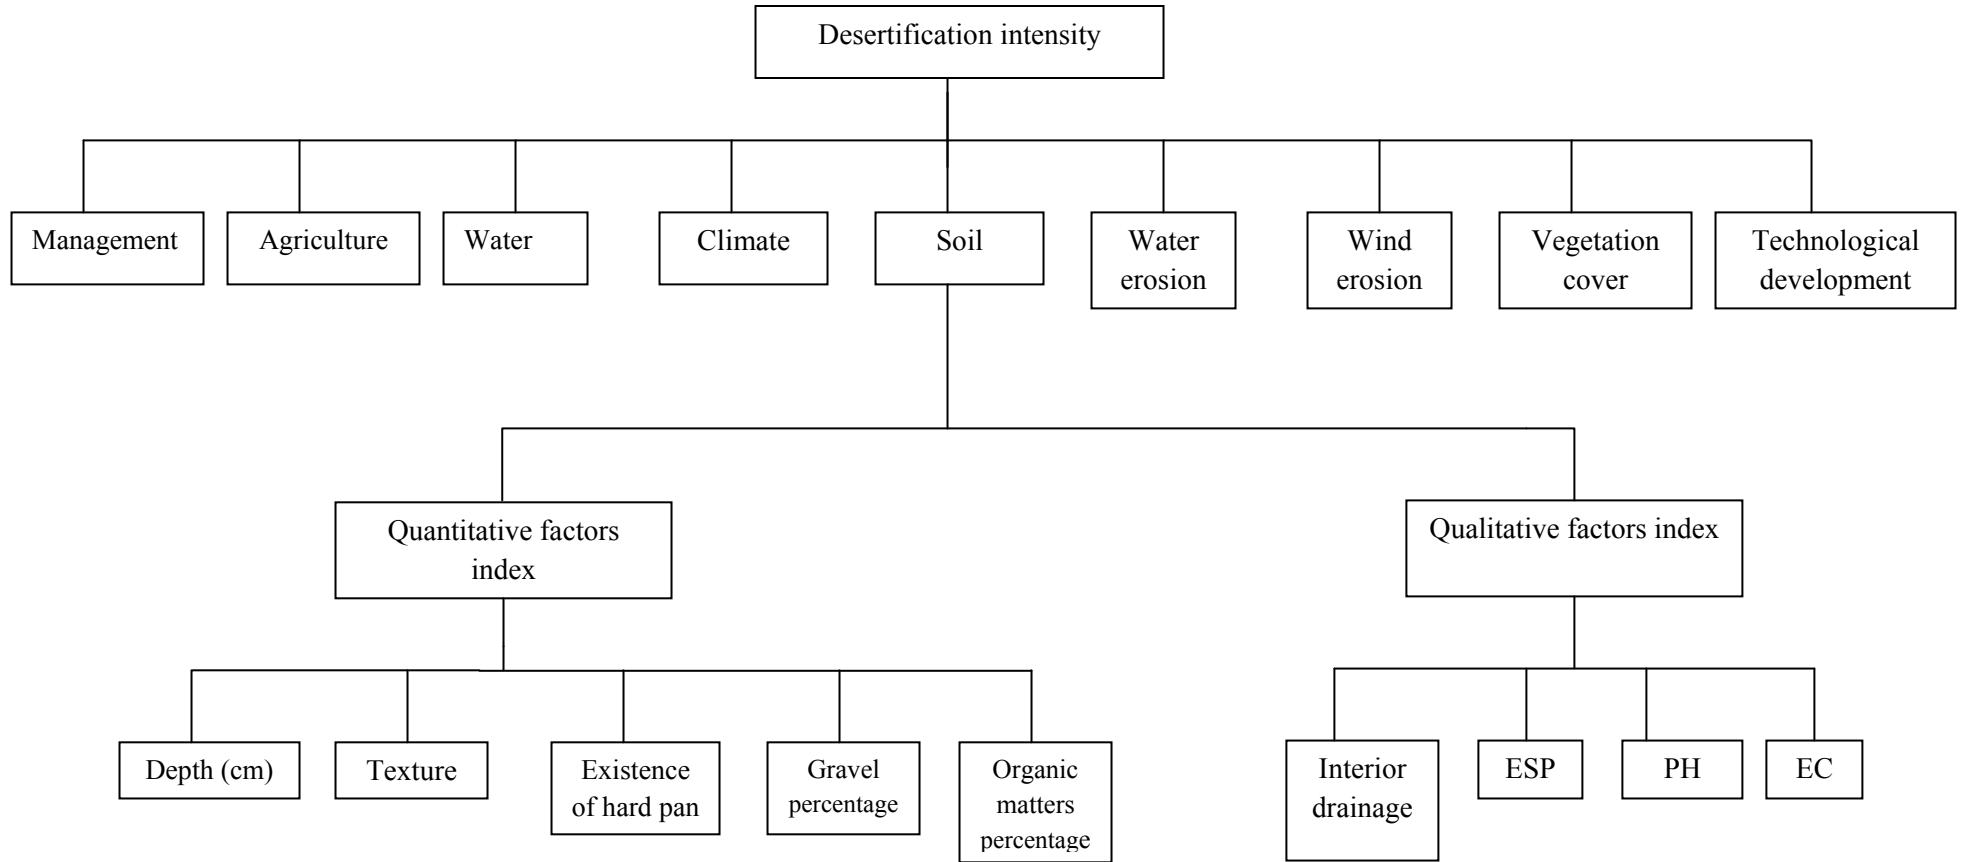 Desertification intensity
Management
Agriculture
Water
Climate
Soil
Water
erosion
Wind
erosion
Vegetation
cover
Technological
development
Quantitative factors
index
Qualitative factors index
Depth (cm)
Texture
Existence
of hard pan
Gravel
percentage
Organic
matters
percentage
Interior
drainage
ESP
PH
EC